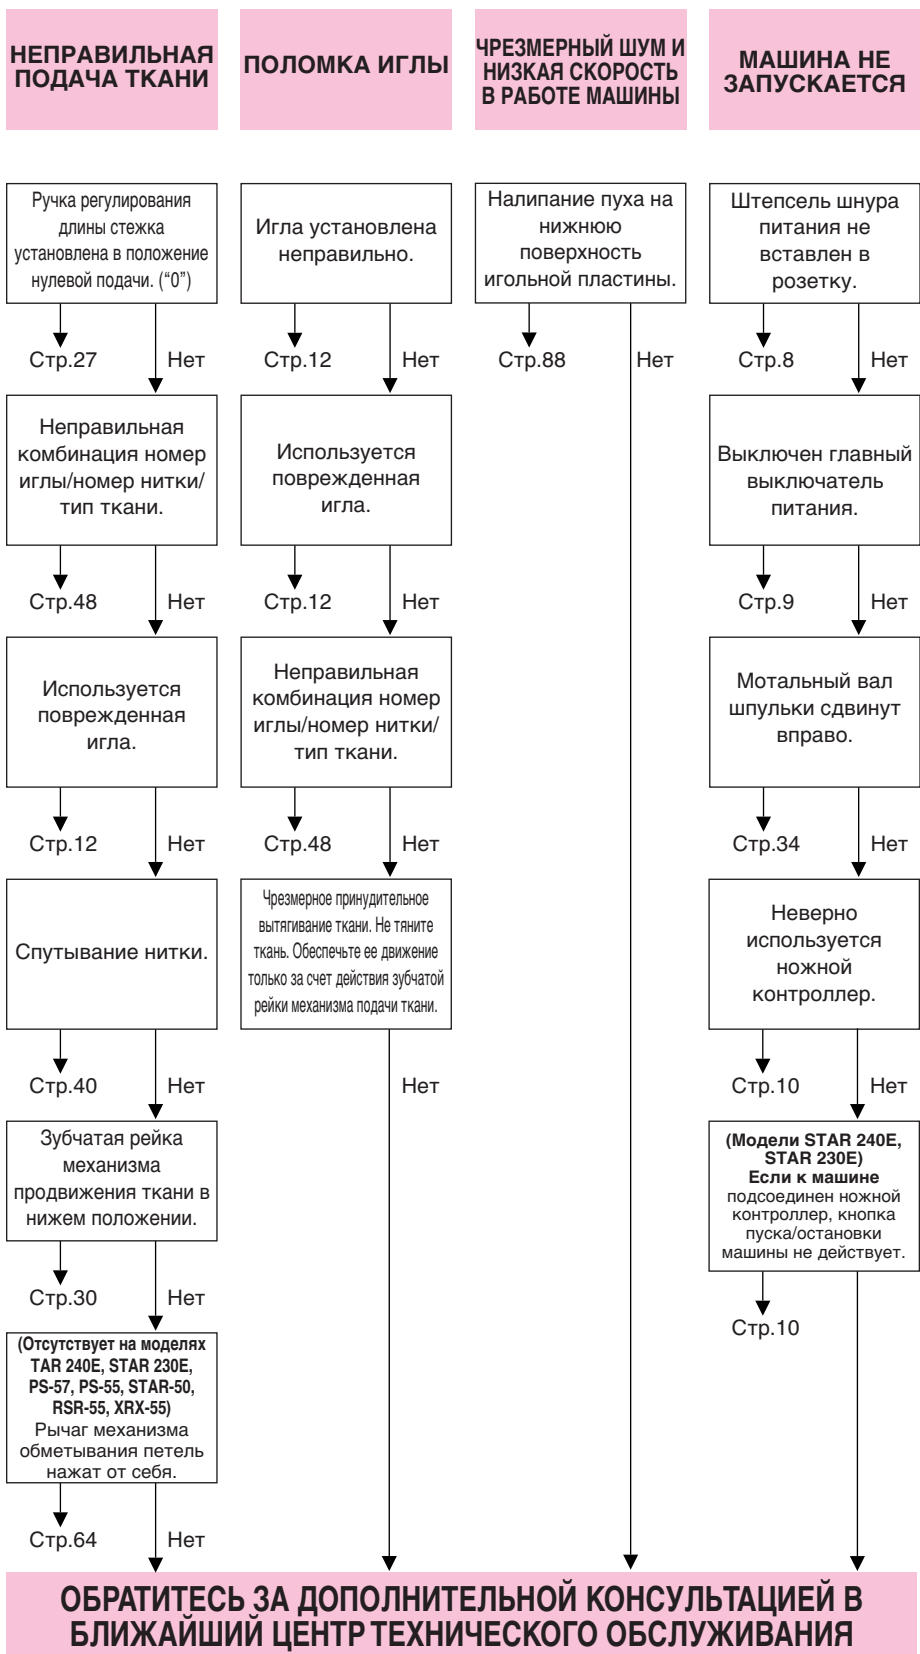 НЕПРАВИЛЬНАЯ
ПОДАЧА ТКАНИ
Ручка регулирования
длины стежка
установлена в положение
нулевой подачи. (“0”)
Стр.27
Нет
Неправильная
комбинация номер
иглы/номер нитки/
тип ткани.
Стр.48
Нет
Используется
поврежденная
игла.
Стр.12
Нет
Спутывание нитки.
Стр.40
Нет
Зубчатая рейка
механизма
продвижения ткани в
нижем положении.
Стр.30
Нет
(Отсутствует на моделях
TAR 240E, STAR 230E,
PS-57, PS-55, STAR-50,
RSR-55, XRX-55)
Рычаг механизма
обметывания петель
нажат от себя.
Стр.64
Нет
ПОЛОМКА ИГЛЫ
Игла установлена
неправильно.
Стр.12
Нет
Используется
поврежденная
игла.
Стр.12
Нет
Неправильная
комбинация номер
иглы/номер нитки/
тип ткани.
Стр.48
Нет
Чрезмерное принудительное
вытягивание ткани. Не тяните
ткань. Обеспечьте ее движение
только за счет действия зубчатой
рейки механизма подачи ткани.
Нет
ЧРЕЗМЕРНЫЙ ШУМ И
НИЗКАЯ СКОРОСТЬ
В РАБОТЕ МАШИНЫ
Налипание пуха на
нижнюю
поверхность
игольной пластины.
Стр.88
Нет
МАШИНА НЕ
ЗАПУСКАЕТСЯ
Штепсель шнура
питания не
вставлен в
розетку.
Стр.8
Нет
Выключен главный
выключатель
питания.
Стр.9
Нет
Мотальный вал
шпульки сдвинут
вправо.
Стр.34
Нет
Неверно
используется
ножной
контроллер.
Стр.10
Нет
(Модели STAR 240E,
STAR 230E)
Если к машине
подсоединен ножной
контроллер, кнопка
пуска/остановки
машины не действует.
Стр.10
ОБРАТИТЕСЬ ЗА ДОПОЛНИТЕЛЬНОЙ КОНСУЛЬТАЦИЕЙ В
БЛИЖАЙШИЙ ЦЕНТР ТЕХНИЧЕСКОГО ОБСЛУЖИВАНИЯ